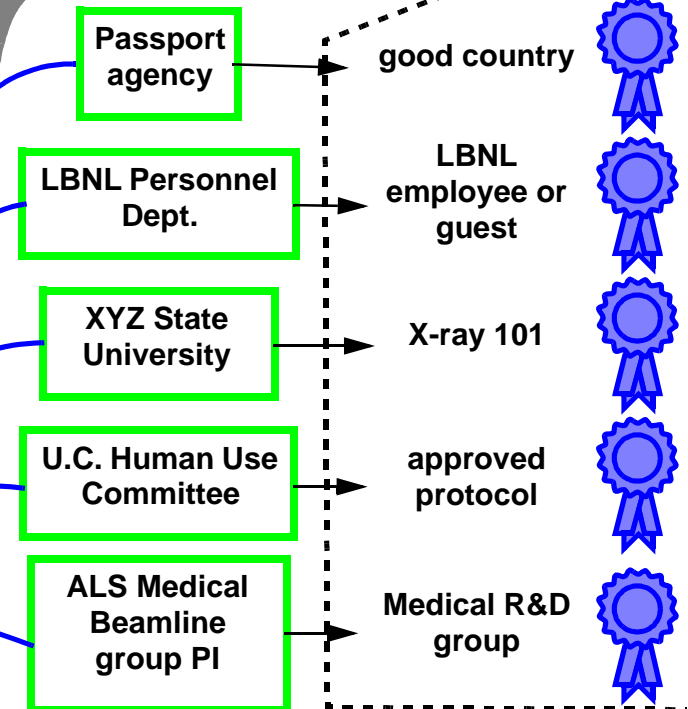 Passport
agency
good country
LBNL Personnel
Dept.
LBNL
employee or
guest
XYZ State
University
X-ray 101
U.C. Human Use
Committee
approved
protocol
ALS Medical
Beamline
group PI
Medical R&D
group